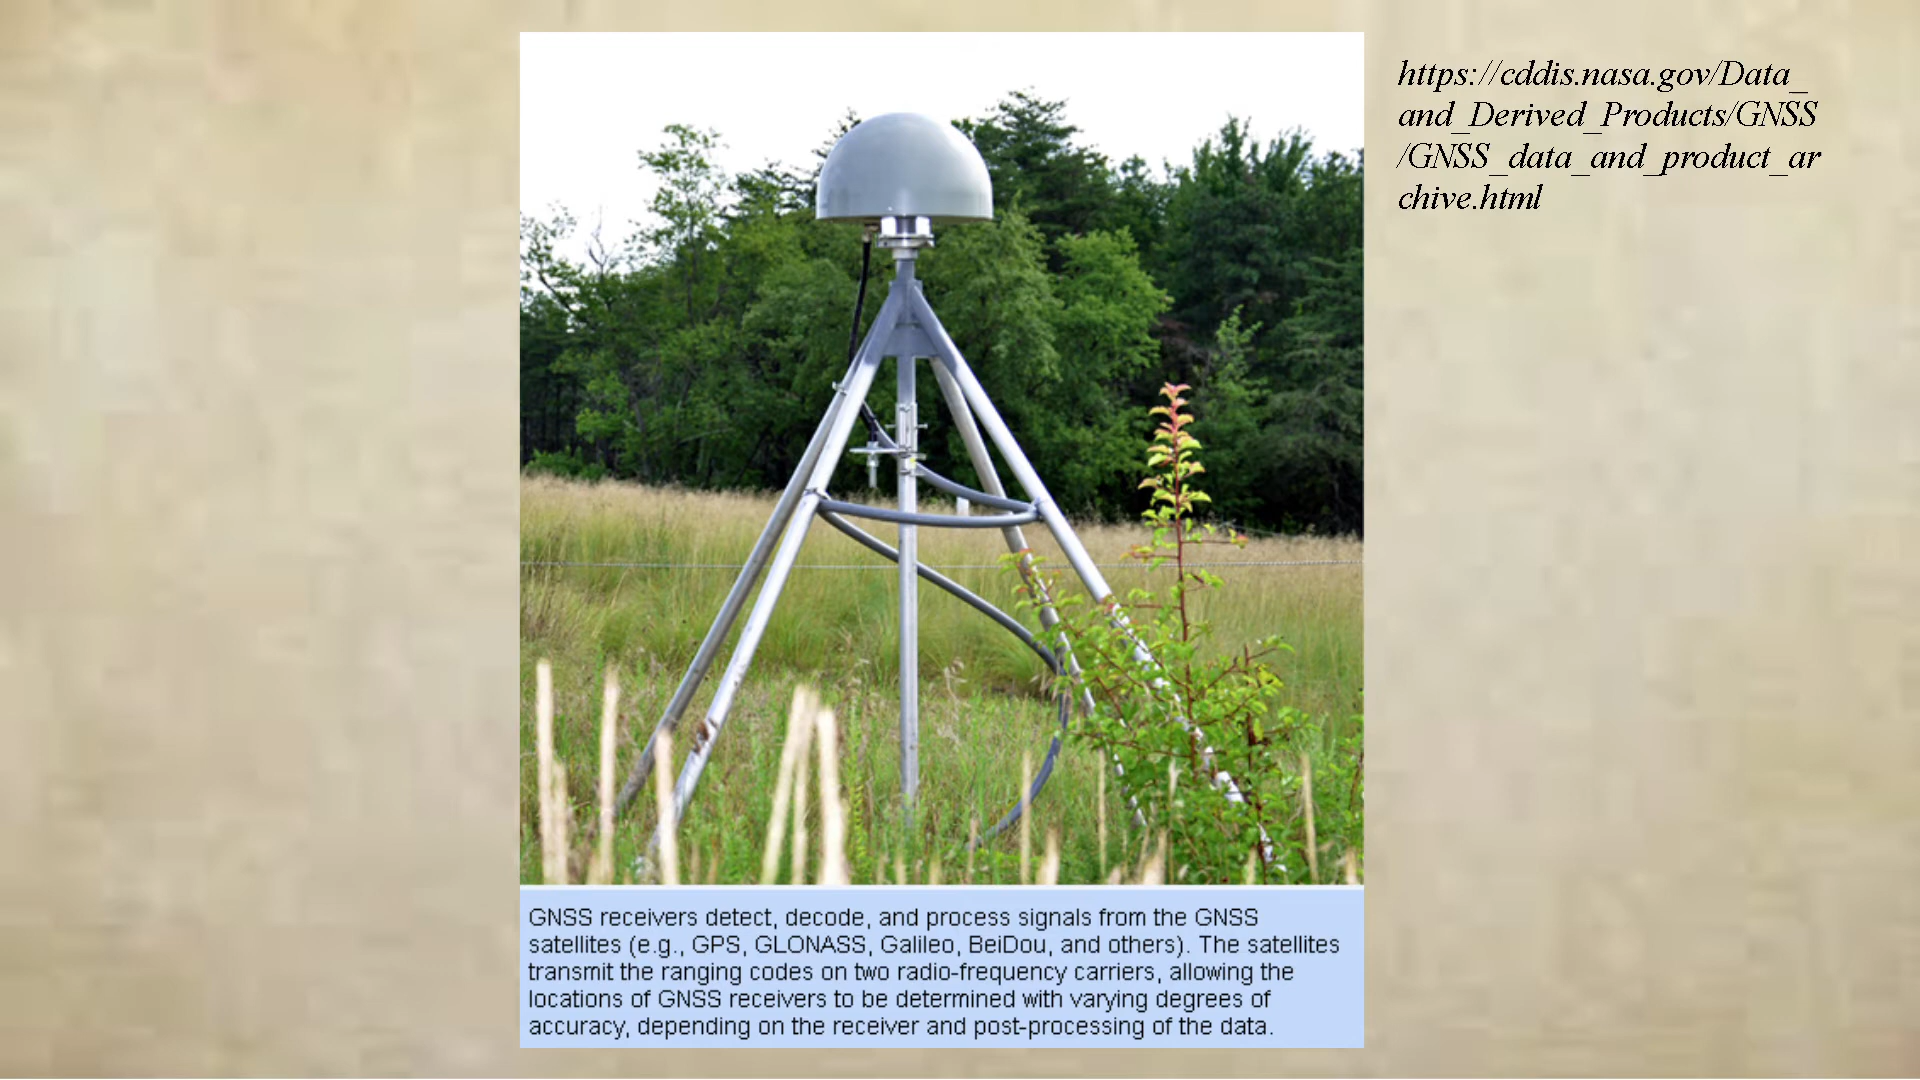 https://cddis.nasa.gov/Data_
and_Derived_Products/GNSS
/GNSS_data_and_product_ar
chive.html
GNSS receivers detect, decode, and process signals from the GNSS
satellites (e.g., GPS, GLONASS, Galileo, BeiDou, and others). The satellites
transmit the ranging codes on two radio-frequency carriers, allowing the
locations of GNSS receivers to be determined with varying degrees of
accuracy, depending on the receiver and post-processing of the data.